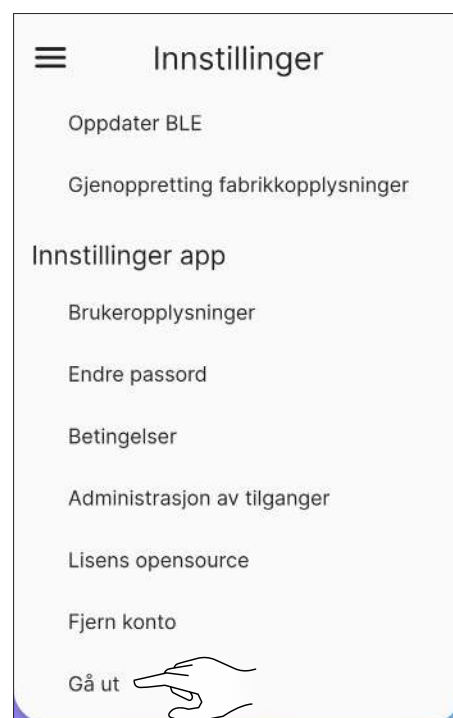 Innstillinger
Oppdater BLE
Gjenoppretting fabrikkopplysninger
Innstillinger app
Brukeropplysninger
Endre passord
Betingelser
Administrasjon av tilganger
Lisens opensource
Fjern konto
Gå ut